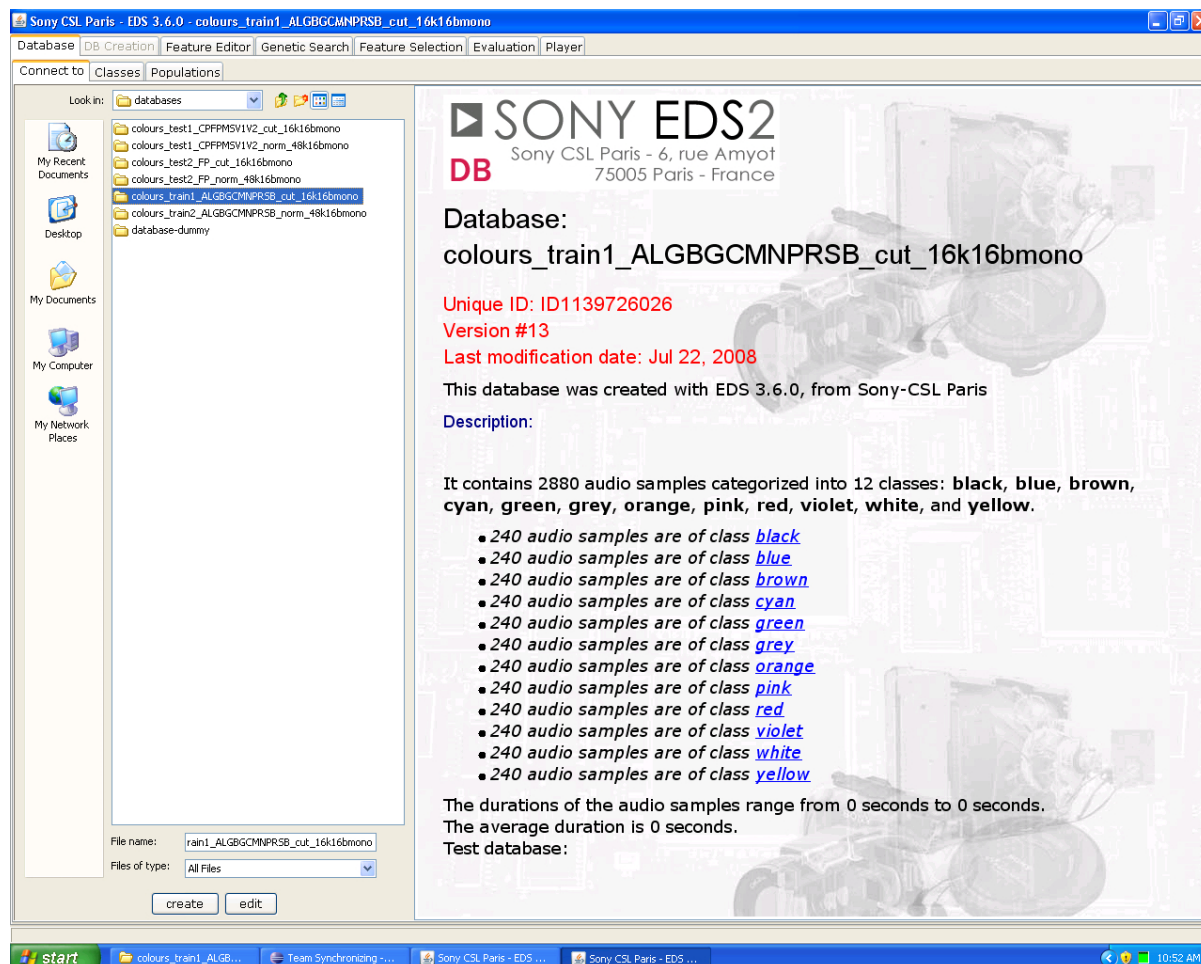 Sony CSL Paris - EDS 3.6.0 - colours_train1_ALGBGCMNPRSB_cut_16k16bmono
Database DB Creation Feature Editor Genetic Search Feature Selection Evaluation Player
Connect to Classes Populations
Look in: databases
My Recent Documents
Desktop
My Documents
My Computer
My Network Places
colours_test1_CPFPMSV1V2_cut_16k16bmono
colours_test1_CPFPMSV1V2_norm_48k16bmono
colours_test2_FP_cut_16k16bmono
colours_test2_FP_norm_48k16bmono
colours_train1_ALGBGCMNPRSB_cut_16k16bmono
colours_train2_ALGBGCMNPRSB_norm_48k16bmono
database-dummy
File name: rain1_ALGBGCMNPRSB_cut_16k16bmono
Files of type: All Files
create edit
SONY EDS2
DB
Sony CSL Paris - 6, rue Amyot
75005 Paris - France
Database:
colours_train1_ALGBGCMNPRSB_cut_16k16bmono
Unique ID: ID1139726026
Version #13
Last modification date: Jul 22, 2008
This database was created with EDS 3.6.0, from Sony-CSL Paris
Description:
It contains 2880 audio samples categorized into 12 classes: black, blue, brown,
cyan, green, grey, orange, pink, red, violet, white, and yellow.
240 audio samples are of class black
240 audio samples are of class blue
240 audio samples are of class brown
240 audio samples are of class cyan
240 audio samples are of class green
240 audio samples are of class grey
240 audio samples are of class orange
240 audio samples are of class pink
240 audio samples are of class red
240 audio samples are of class violet
240 audio samples are of class white
240 audio samples are of class yellow
The durations of the audio samples range from 0 seconds to 0 seconds.
The average duration is 0 seconds.
Test database:
start colours_train1_ALGB... Team Synchronizing -... Sony CSL Paris - EDS ... Sony CSL Paris - EDS ... 10:52 AM